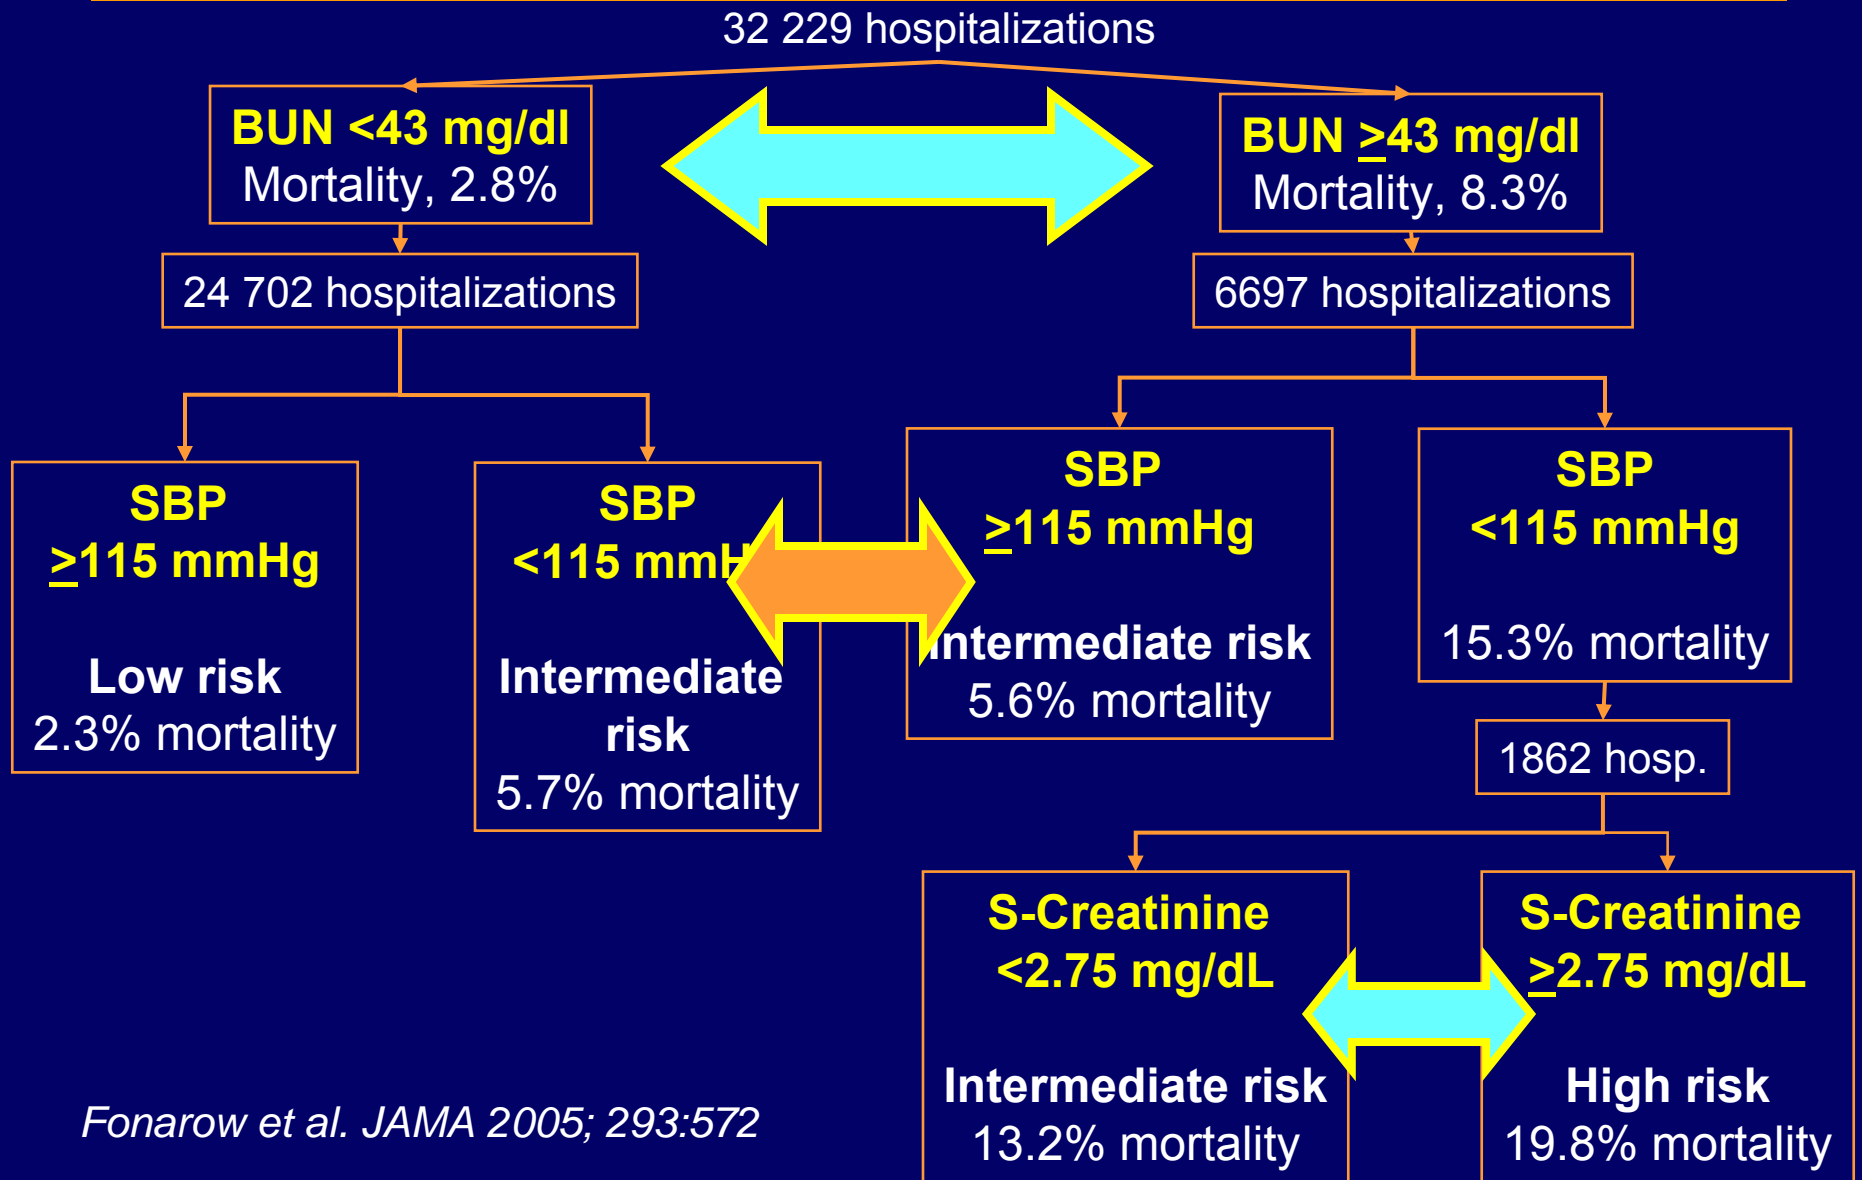 32 229 hospitalizations
BUN <43 mg/dl
Mortality, 2.8%
BUN ≥43 mg/dl
Mortality, 8.3%
24 702 hospitalizations
6697 hospitalizations
SBP
≥115 mmHg
Low risk
2.3% mortality
SBP
<115 mmH
Intermediate
risk
5.7% mortality
SBP
≥115 mmHg
Intermediate risk
5.6% mortality
SBP
<115 mmHg
15.3% mortality
1862 hosp.
S-Creatinine
<2.75 mg/dL
Intermediate risk
13.2% mortality
S-Creatinine
≥2.75 mg/dL
High risk
19.8% mortality
Fonarow et al. JAMA 2005; 293:572